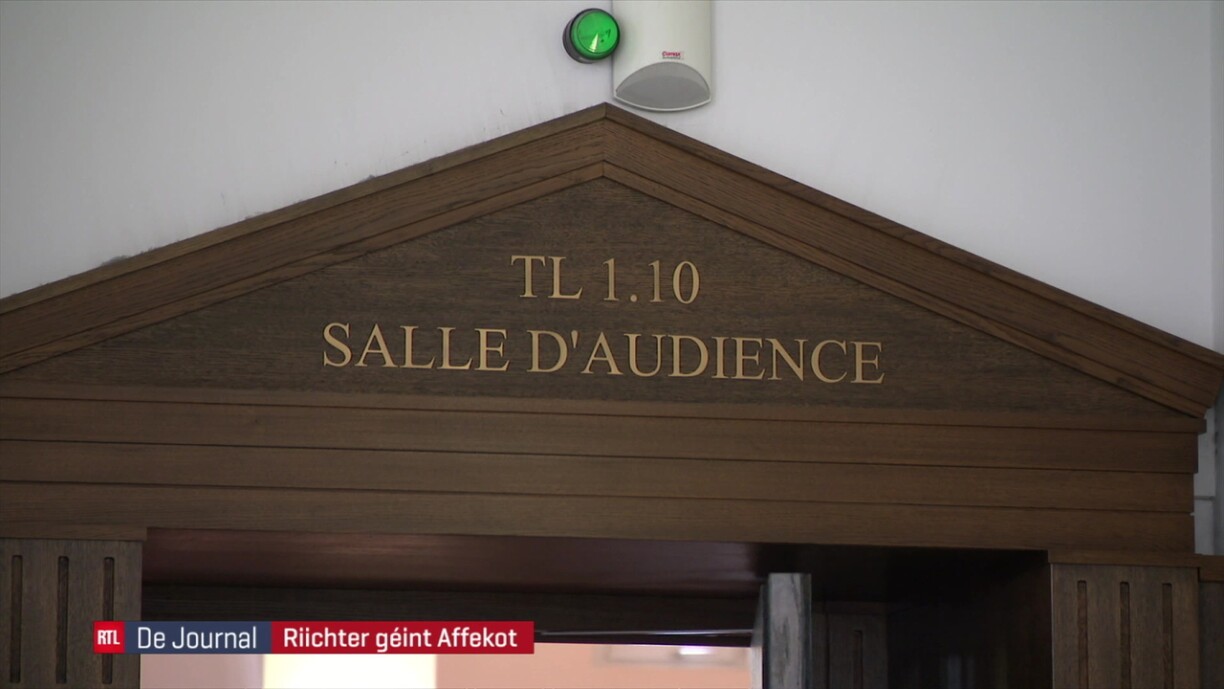 TL 1.10
SALLE D'AUDIENCE
RTL De Journal Riichter géint Affekot